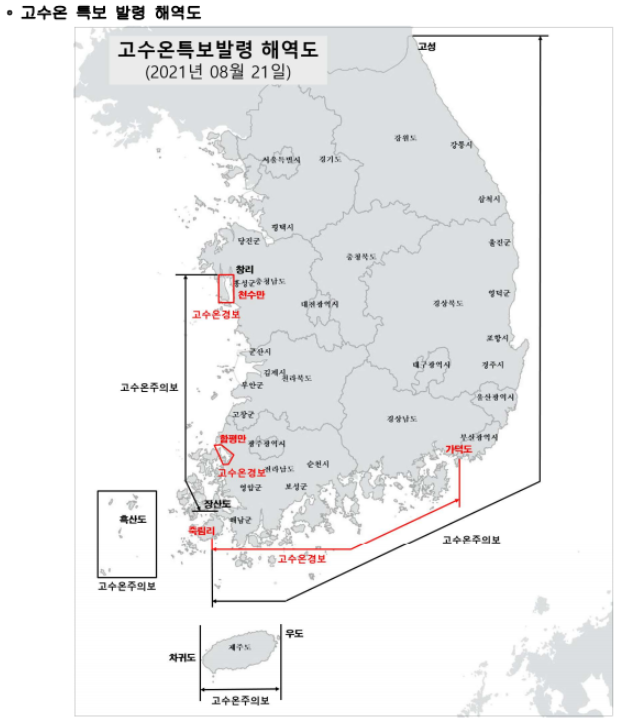 • 고수온 특보 발령 해역도
고수온특보발령 해역도
(2021년 08월 21일)
고성
강원도
강릉시
서울특별시
경기도
삼척시
평택시
당진군
울진군
충청북도
창리
홍성군
충청남도
천수만
영덕군
대전광역시
경상북도
고수온경보
포항시
군산시
대구광역시
경주시
김제시
전라북도
고수온주의보
부안군
울산광역시
고창군
경상남도
함평만
광주광역시
부산광역시
가덕도
순천시
전라남도
고수온경보
영암군
보성군
장산도
흑산도
해남군
죽림리
고수온주의보
고수온경보
고수온주의보
우도
제주도
차귀도
고수온주의보